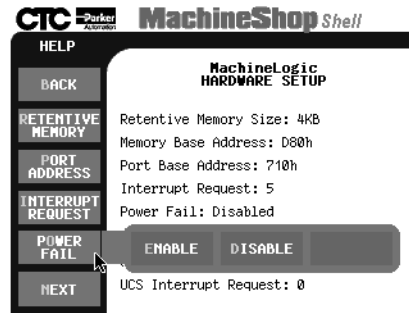 CTC Parker Automation MachineShop Shell
HELP
BACK
RETENTIVE MEMORY
PORT ADDRESS
INTERRUPT REQUEST
POWER FAIL
NEXT
MachineLogic
HARDWARE SETUP
Retentive Memory Size: 4KB
Memory Base Address: D80h
Port Base Address: 710h
Interrupt Request: 5
Power Fail: Disabled
ENABLE DISABLE
UCS Interrupt Request: 0